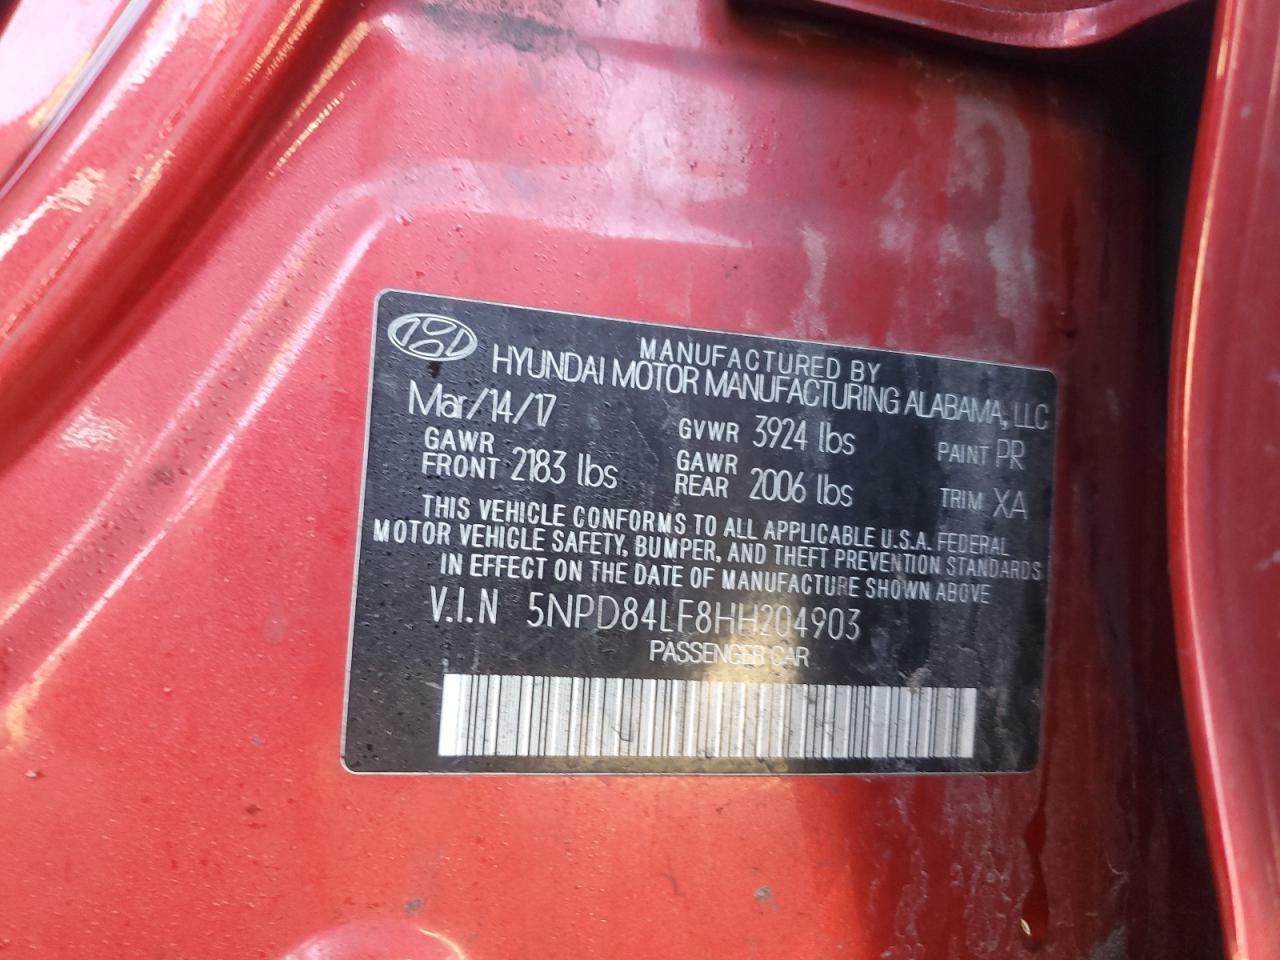 MANUFACTURED BY
HYUNDAI MOTOR MANUFACTURING ALABAMA, LLC
Mar/14/17
GAWR FRONT 2183 lbs
GVWR 3924 lbs
GAWR REAR 2006 lbs
PAINT PR
TRIM XA
THIS VEHICLE CONFORMS TO ALL APPLICABLE U.S.A. FEDERAL
MOTOR VEHICLE SAFETY, BUMPER, AND THEFT PREVENTION STANDARDS
IN EFFECT ON THE DATE OF MANUFACTURE SHOWN ABOVE
V.I.N 5NPD84LF8HH204903
PASSENGER CAR